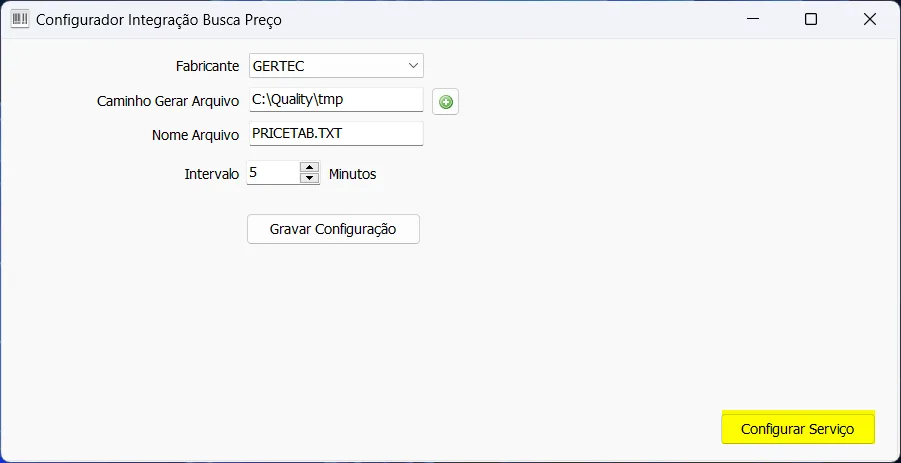 Configurador Integração Busca Preço
Fabricante GERTEC
Caminho Gerar Arquivo C:\Quality\tmp
Nome Arquivo PRICETAB.TXT
Intervalo 5 Minutos
Gravar Configuração
Configurar Serviço